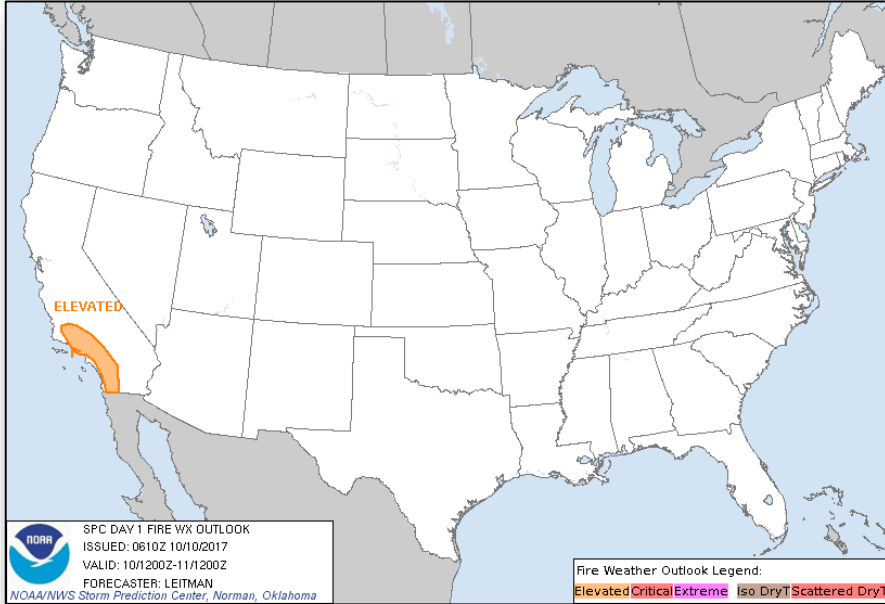 ELEVATED
NOAA
SPC DAY 1 FIRE WX OUTLOOK
ISSUED: 0610Z 10/10/2017
VALID: 10/1200Z-11/1200Z
FORECASTER: LEITMAN
NOAA/NWS Storm Prediction Center, Norman, Oklahoma
Fire Weather Outlook Legend:
Elevated Critical Extreme Iso DryT Scattered DryT